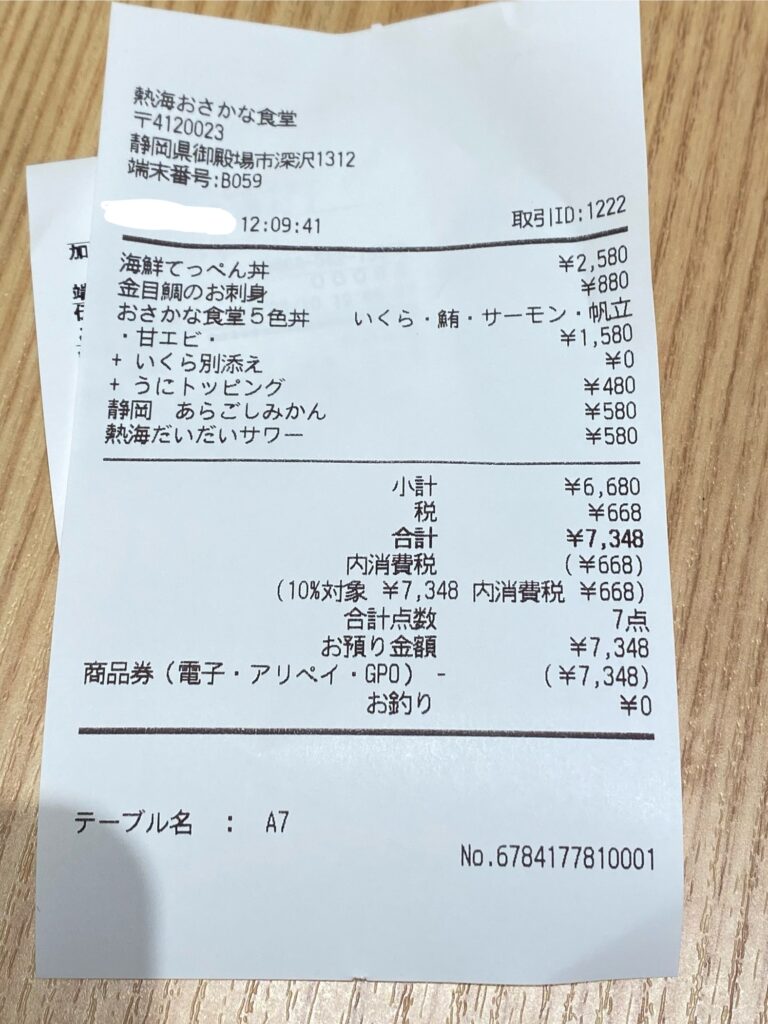 熱海おさかな食堂
〒4120023
静岡県御殿場市深沢1312
端末番号:B059
12:09:41 取引ID:1222
海鮮てっぺん丼 ¥2,580
金目鯛のお刺身 ¥880
おさかな食堂5色丼 いくら・鮪・サーモン・帆立
・甘エビ・ ¥1,580
+ いくら別添え ¥0
+ うにトッピング ¥480
静岡 あらごしみかん ¥580
熱海だいだいサワー ¥580
小計 ¥6,680
税 ¥668
合計 ¥7,348
内消費税 (¥668)
(10%対象 ¥7,348 内消費税 ¥668)
合計点数 7点
お預り金額 ¥7,348
商品券(電子・アリペイ・GPO) - (¥7,348)
お釣り ¥0
テーブル名 : A7
No.6784177810001
加
端